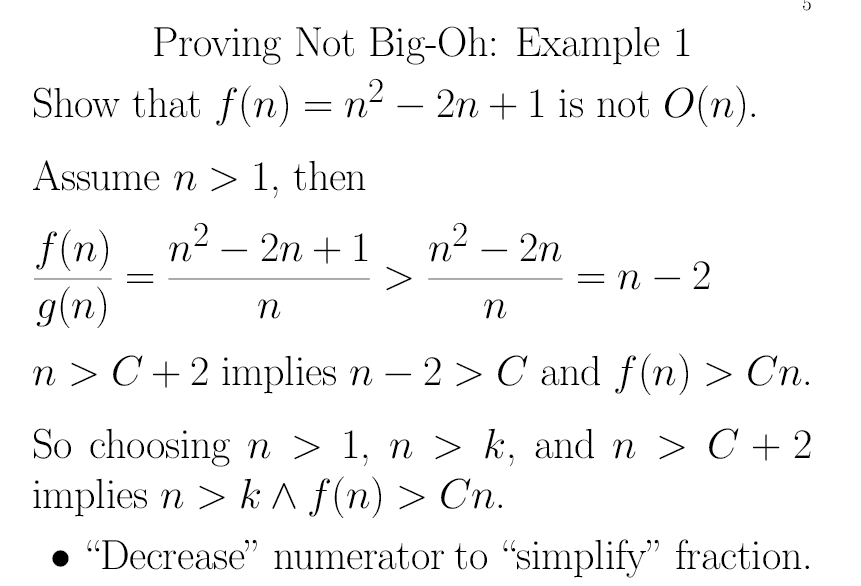 5
Proving Not Big-Oh: Example 1
Show that f(n) = n² − 2n + 1 is not O(n).
Assume n > 1, then
f(n)/g(n) = (n² − 2n + 1)/n > (n² − 2n)/n = n − 2
n > C + 2 implies n − 2 > C and f(n) > Cn.
So choosing n > 1, n > k, and n > C + 2
implies n > k ∧ f(n) > Cn.
• “Decrease” numerator to “simplify” fraction.